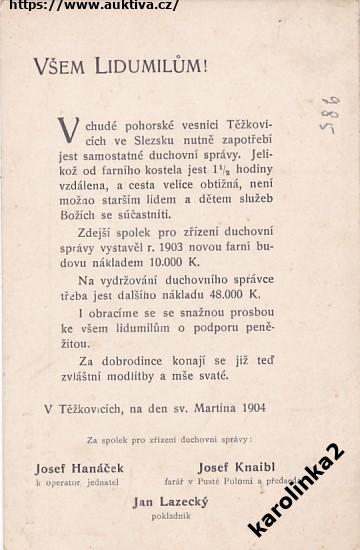 https://www.auktiva.cz/
VŠEM LIDUMILŮM!
986
V chudé pohorské vesnici Těžkovi-
cích ve Slezsku nutně zapotřebí
jest samostatné duchovní správy. Jeli-
kož od farního kostela jest 1½ hodiny
vzdálena, a cesta velice obtížná, není
možno starším lidem a dětem služeb
Božích se súčastniti.
Zdejší spolek pro zřízení duchovní
správy vystavěl r. 1903 novou farní bu-
dovu nákladem 10.000 K.
Na vydržování duchovního správce
třeba jest dalšího nákladu 48.000 K.
I obracíme se se snažnou prosbou
ke všem lidumilům o podporu peně-
žitou.
Za dobrodince konají se již teď
zvláštní modlitby a mše svaté.
V Těžkovicích, na den sv. Martina 1904
Za spolek pro zřízení duchovní správy:
Josef Hanáček Josef Knaibl
k operator, jednatel farář v Pusté Polomi a předseda
Jan Lazecký
pokladník
karolinka2